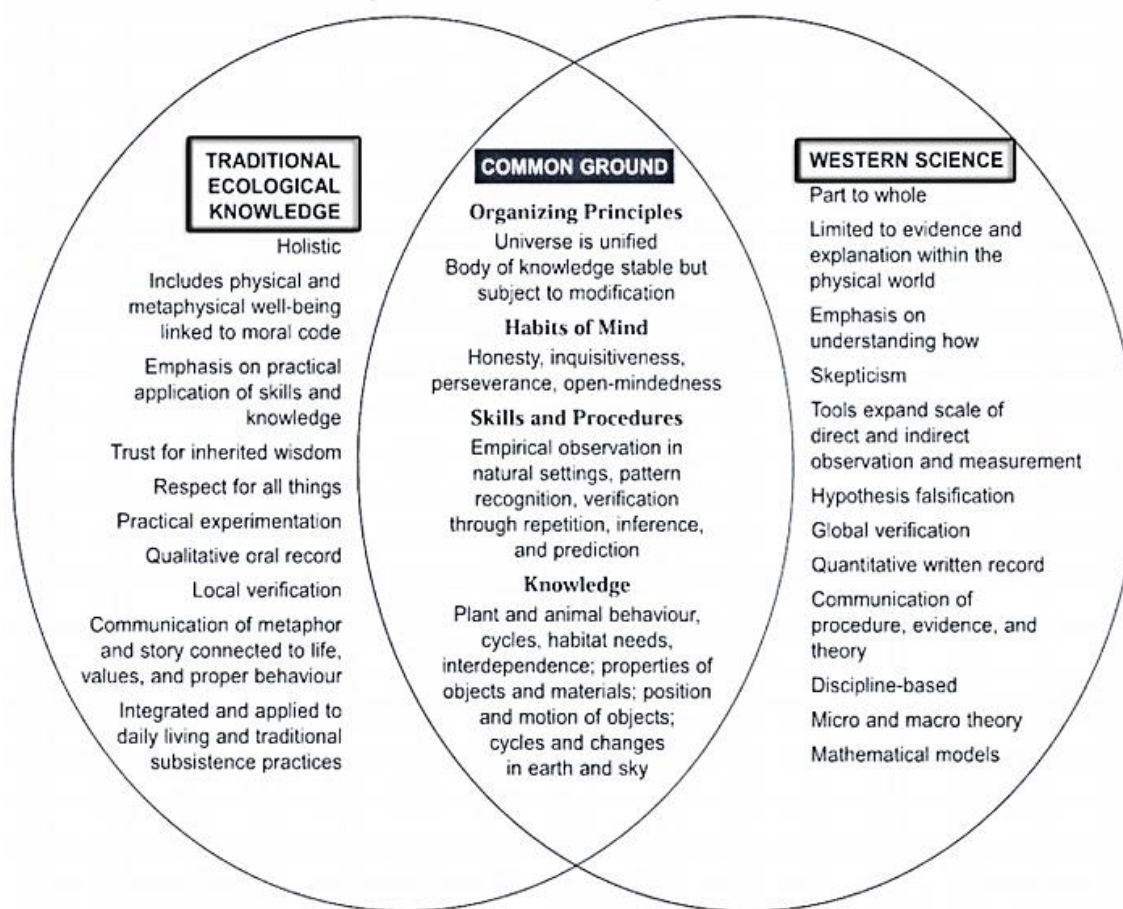 TRADITIONAL
ECOLOGICAL
KNOWLEDGE
Holistic
Includes physical and
metaphysical well-being
linked to moral code
Emphasis on practical
application of skills and
knowledge
Trust for inherited wisdom
Respect for all things
Practical experimentation
Qualitative oral record
Local verification
Communication of metaphor
and story connected to life,
values, and proper behaviour
Integrated and applied to
daily living and traditional
subsistence practices
COMMON GROUND
Organizing Principles
Universe is unified
Body of knowledge stable but
subject to modification
Habits of Mind
Honesty, inquisitiveness,
perseverance, open-mindedness
Skills and Procedures
Empirical observation in
natural settings, pattern
recognition, verification
through repetition, inference,
and prediction
Knowledge
Plant and animal behaviour,
cycles, habitat needs,
interdependence; properties of
objects and materials; position
and motion of objects;
cycles and changes
in earth and sky
WESTERN SCIENCE
Part to whole
Limited to evidence and
explanation within the
physical world
Emphasis on
understanding how
Skepticism
Tools expand scale of
direct and indirect
observation and measurement
Hypothesis falsification
Global verification
Quantitative written record
Communication of
procedure, evidence, and
theory
Discipline-based
Micro and macro theory
Mathematical models